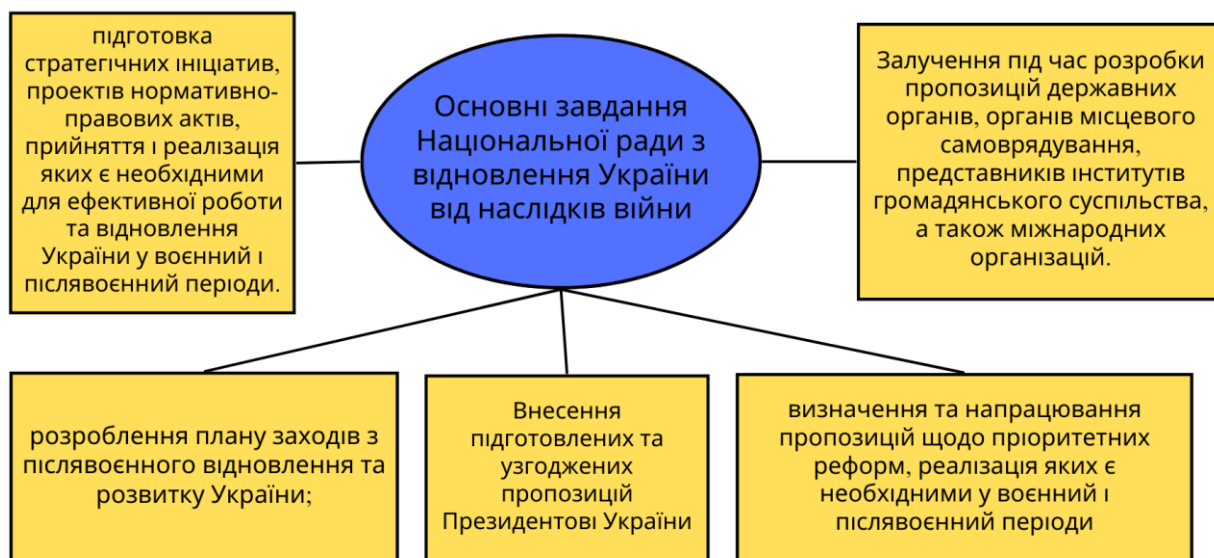 підготовка
стратегічних ініціатив,
проектів нормативно-
правових актів,
прийняття і реалізація
яких є необхідними
для ефективної роботи
та відновлення
України у воєнний і
післявоєнний періоди.
Основні завдання
Національної ради з
відновлення України
від наслідків війни
Залучення під час розробки
пропозицій державних
органів, органів місцевого
самоврядування,
представників інститутів
громадянського суспільства,
а також міжнародних
організацій.
розроблення плану заходів з
післявоєнного відновлення та
розвитку України;
Внесення
підготовлених та
узгоджених
пропозицій
Президентові України
визначення та напрацювання
пропозицій щодо пріоритетних
реформ, реалізація яких є
необхідними у воєнний і
післявоєнний періоди